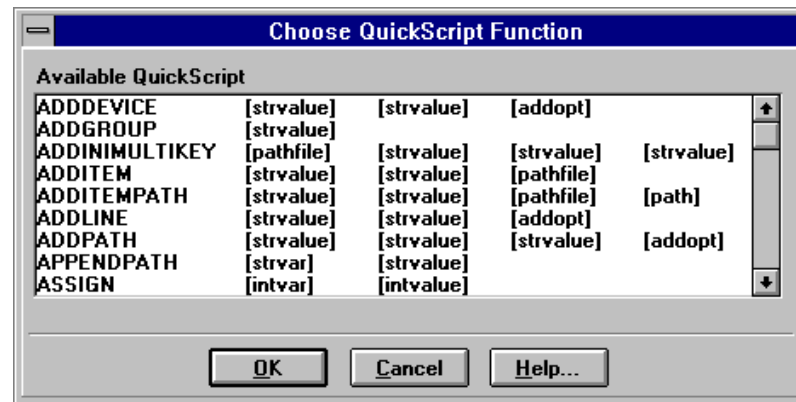 Choose QuickScript Function
Available QuickScript
ADDDEVICE [strvalue] [strvalue] [addopt]
ADDGROUP [strvalue]
ADDINIMULTIKEY [pathfile] [strvalue] [strvalue] [strvalue]
ADDITEM [strvalue] [strvalue] [pathfile]
ADDITEMPATH [strvalue] [strvalue] [pathfile] [path]
ADDLINE [strvalue] [strvalue] [addopt]
ADDPATH [strvalue] [strvalue] [strvalue] [addopt]
APPENDPATH [strvar] [strvalue]
ASSIGN [intvar] [intvalue]
OK Cancel Help...